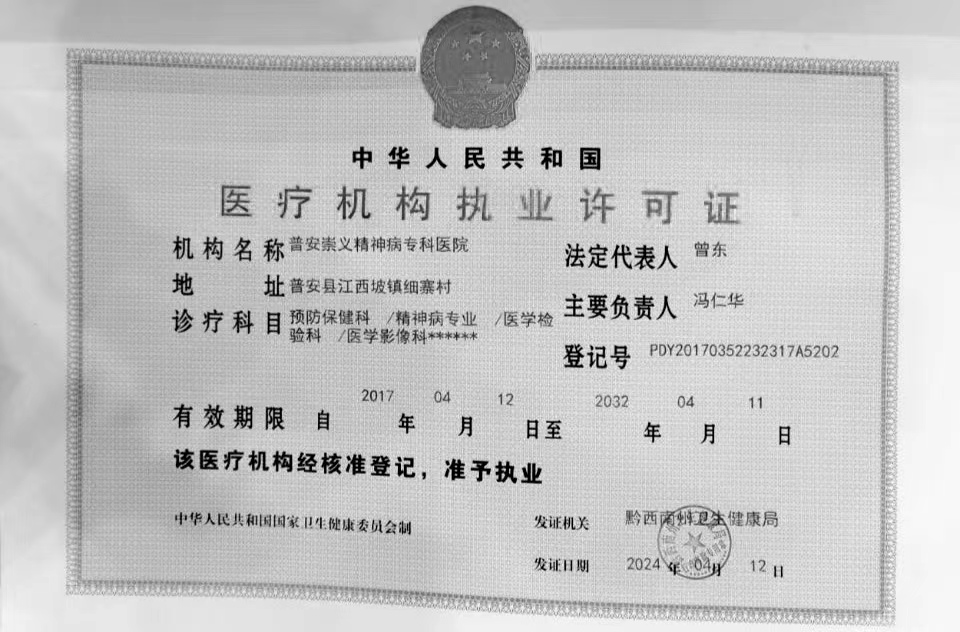 中华人民共和国
医疗机构执业许可证
机构名称 普安崇义精神病专科医院
法定代表人 曾东
地址 普安县江西坡镇细寨村
主要负责人 冯仁华
诊疗科目 预防保健科 /精神病专业 /医学检
验科 /医学影像科******
登记号 PDY20170352232317A5202
有效期限 自 2017 年 04 月 12 日至 2032 年 04 月 11 日
该医疗机构经核准登记，准予执业
中华人民共和国国家卫生健康委员会制
发证机关 黔西南州卫生健康局
发证日期 2024 年 04 月 12 日